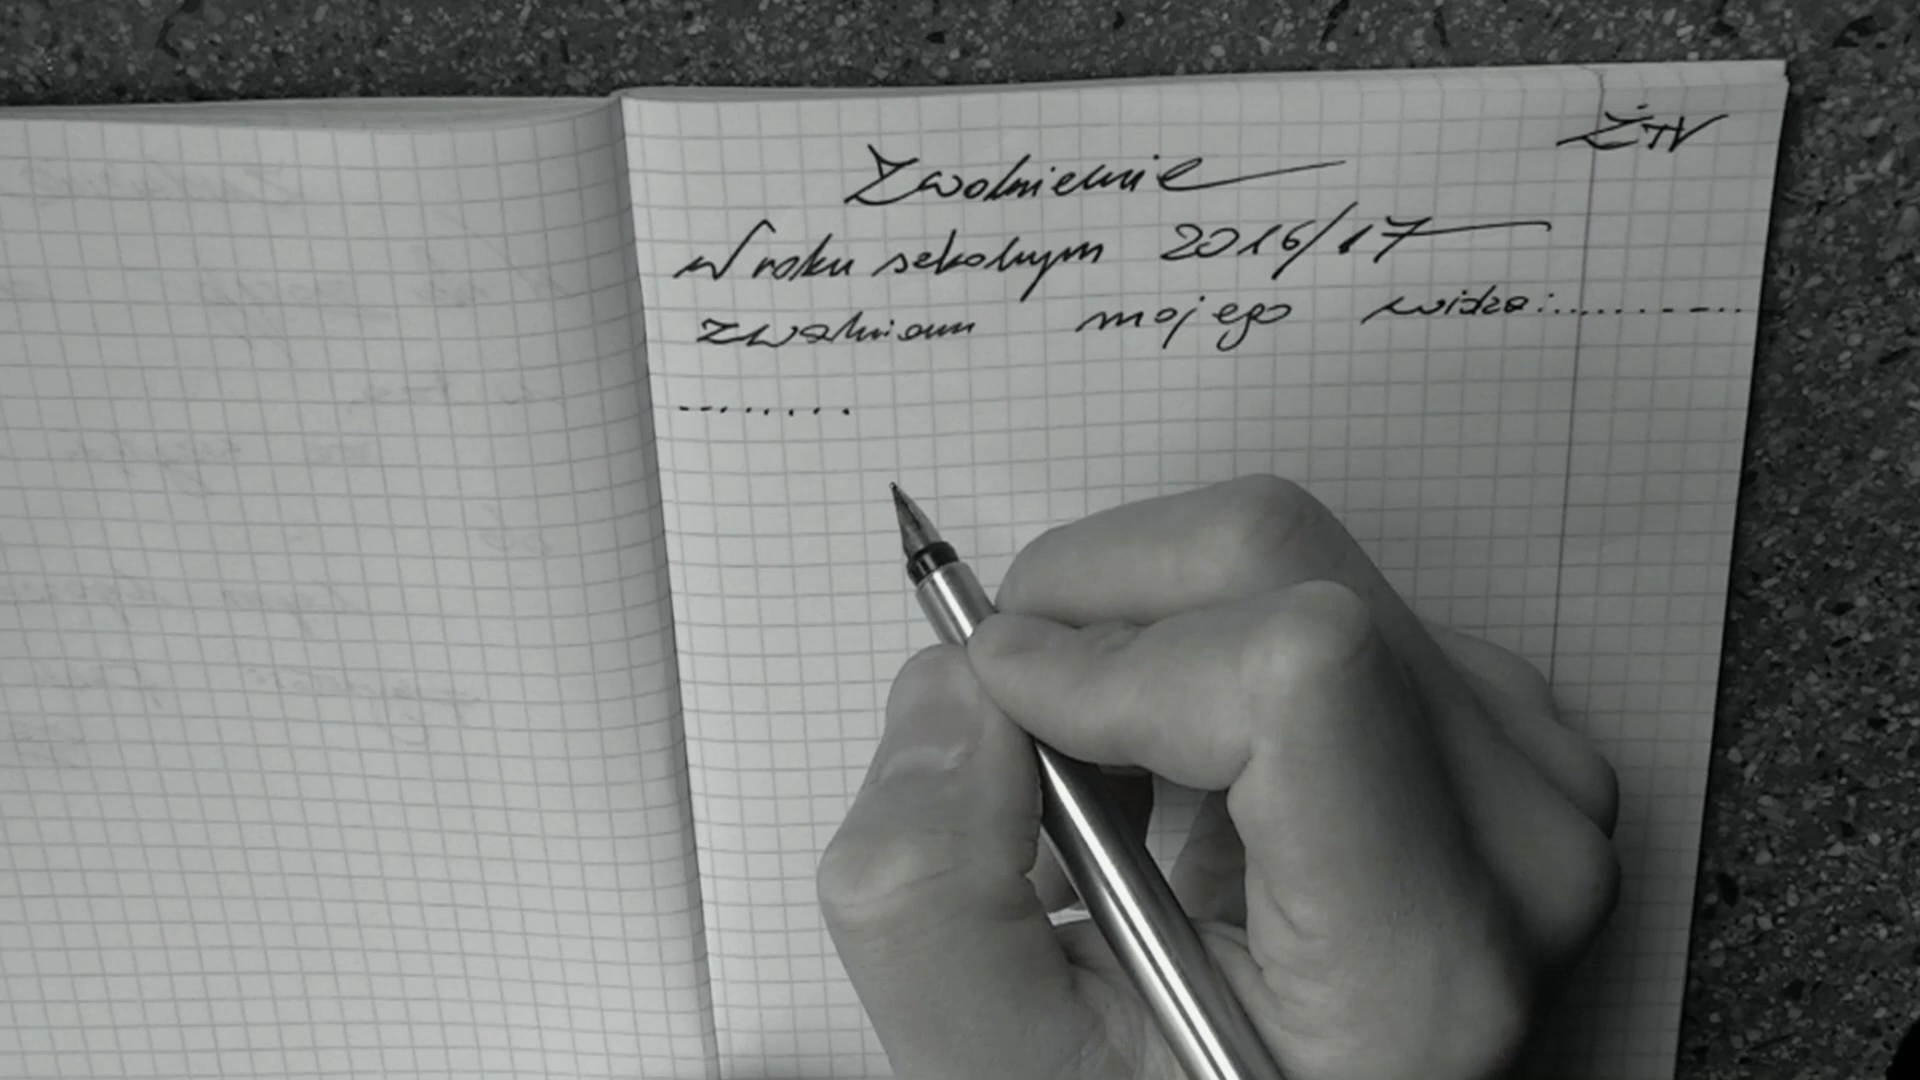 ŻTV
Zwolnienie
W roku szkolnym 2016/17
zwalniam mojego widza:...........
........